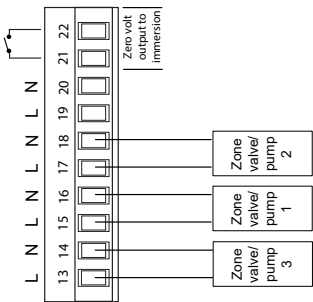 Zero volt
output to
immersion
22
21
N 20
L 19
N 18
L 17
N 16
L 15
N 14
L 13
Zone
valve/
pump
2
Zone
valve/
pump
1
Zone
valve/
pump
3